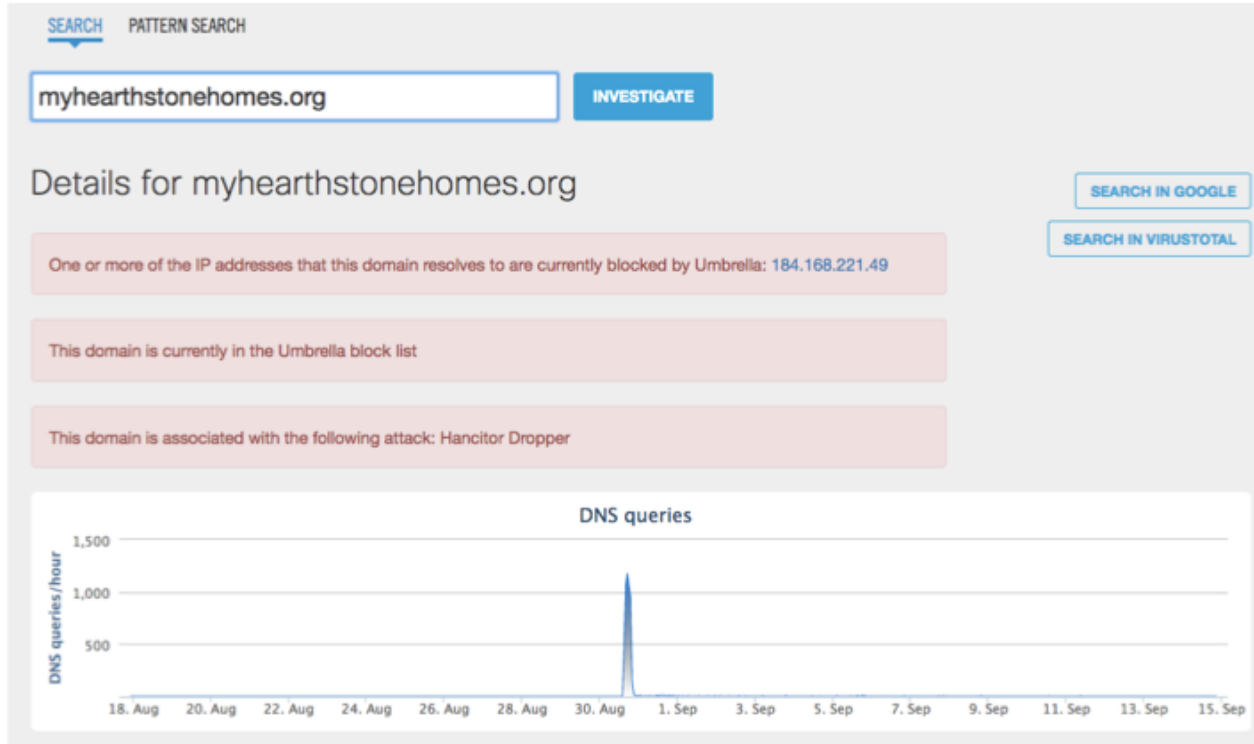 SEARCH PATTERN SEARCH
myhearthstonehomes.org INVESTIGATE
Details for myhearthstonehomes.org
SEARCH IN GOOGLE
SEARCH IN VIRUSTOTAL
One or more of the IP addresses that this domain resolves to are currently blocked by Umbrella: 184.168.221.49
This domain is currently in the Umbrella block list
This domain is associated with the following attack: Hancitor Dropper
DNS queries
DNS queries/hour
1,500
1,000
500
18. Aug 20. Aug 22. Aug 24. Aug 26. Aug 28. Aug 30. Aug 1. Sep 3. Sep 5. Sep 7. Sep 9. Sep 11. Sep 13. Sep 15. Sep